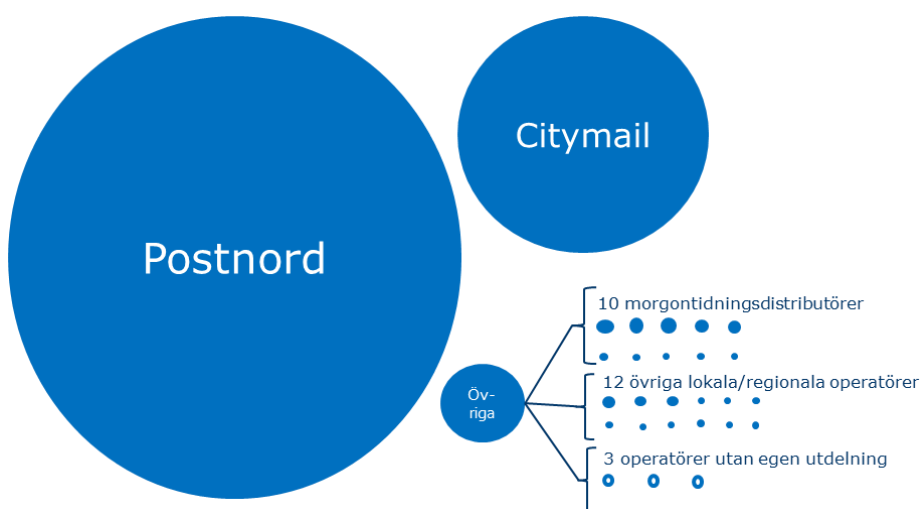 Postnord
Citymail
Öv-
riga
10 morgontidningsdistributörer
12 övriga lokala/regionala operatörer
3 operatörer utan egen utdelning